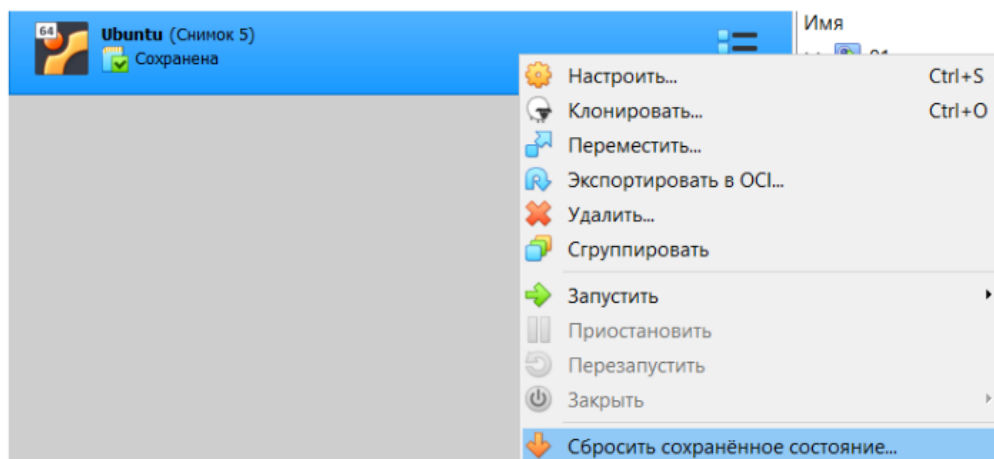 64
Ubuntu (Снимок 5)
Сохранена
Имя
Настроить... Ctrl+S
Клонировать... Ctrl+O
Переместить...
Экспортировать в OCI...
Удалить...
Сгруппировать
Запустить
Приостановить
Перезапустить
Закрыть
Сбросить сохранённое состояние...